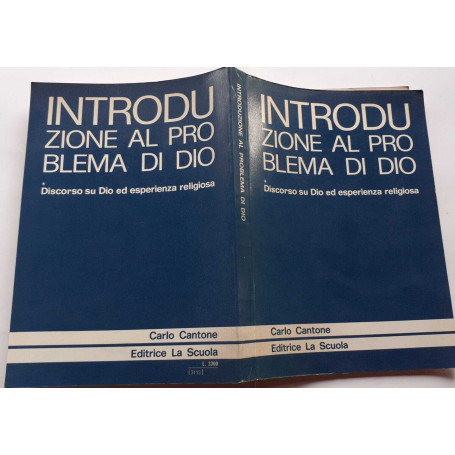 INTRODU
ZIONE AL PRO
BLEMA DI DIO
Discorso su Dio ed esperienza religiosa
Carlo Cantone
Editrice La Scuola
INTRODUZIONE AL PROBLEMA DI DIO
INTRODU
ZIONE AL PRO
BLEMA DI DIO
Discorso su Dio ed esperienza religiosa
Carlo Cantone
Editrice La Scuola